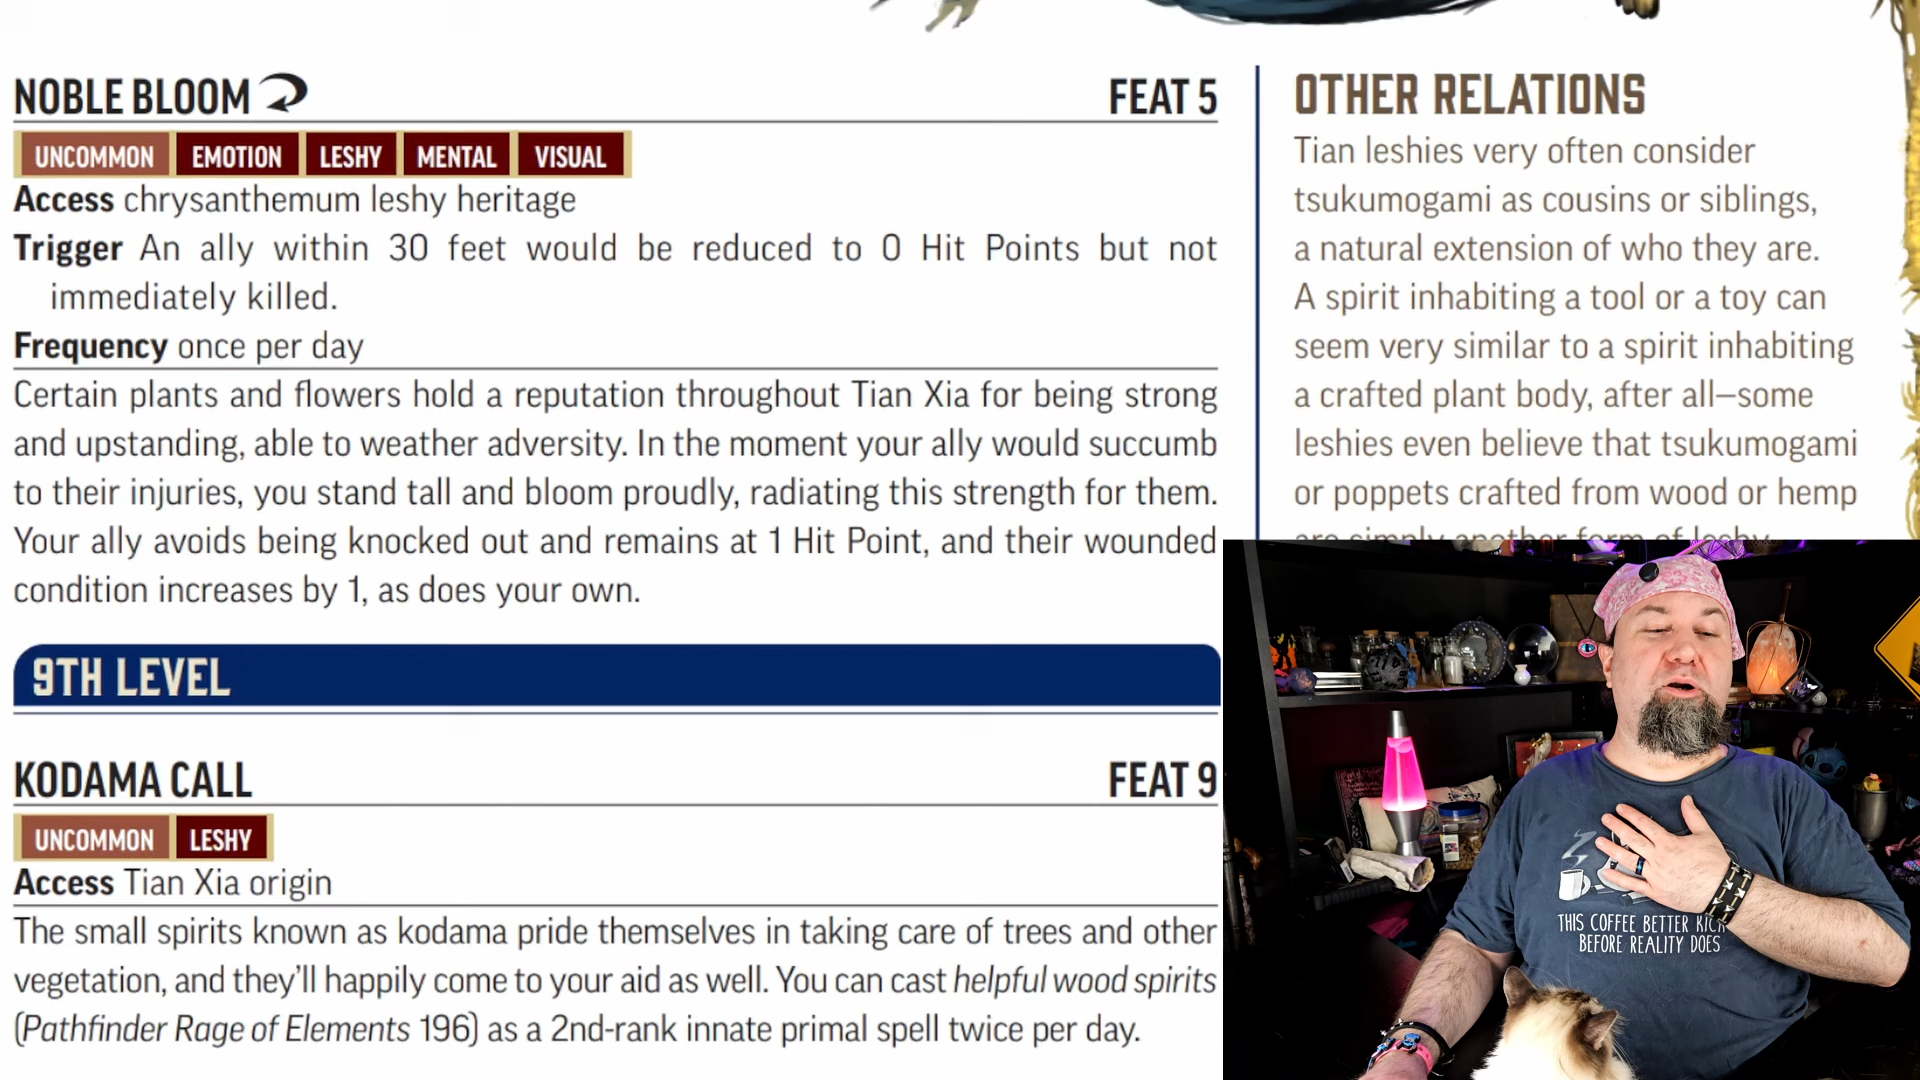 NOBLE BLOOM FEAT 5
UNCOMMON EMOTION LESHY MENTAL VISUAL
Access chrysanthemum leshy heritage
Trigger An ally within 30 feet would be reduced to 0 Hit Points but not
immediately killed.
Frequency once per day
Certain plants and flowers hold a reputation throughout Tian Xia for being strong
and upstanding, able to weather adversity. In the moment your ally would succumb
to their injuries, you stand tall and bloom proudly, radiating this strength for them.
Your ally avoids being knocked out and remains at 1 Hit Point, and their wounded
condition increases by 1, as does your own.
9TH LEVEL
KODAMA CALL FEAT 9
UNCOMMON LESHY
Access Tian Xia origin
The small spirits known as kodama pride themselves in taking care of trees and other
vegetation, and they'll happily come to your aid as well. You can cast helpful wood spirits
(Pathfinder Rage of Elements 196) as a 2nd-rank innate primal spell twice per day.
OTHER RELATIONS
Tian leshies very often consider
tsukumogami as cousins or siblings,
a natural extension of who they are.
A spirit inhabiting a tool or a toy can
seem very similar to a spirit inhabiting
a crafted plant body, after all—some
leshies even believe that tsukumogami
or poppets crafted from wood or hemp
are simply another form of leshy.
THIS COFFEE BETTER KICK
BEFORE REALITY DOES